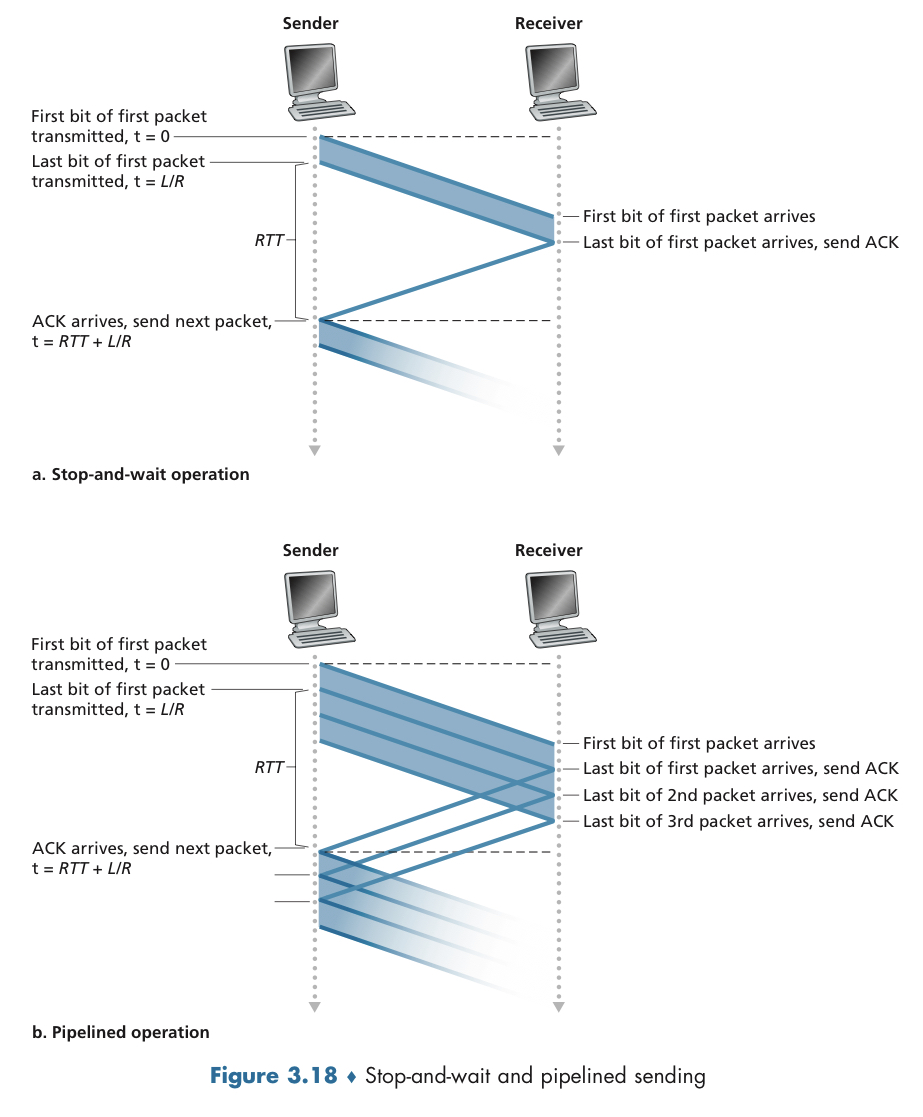 Sender
Receiver
First bit of first packet
transmitted, t = 0
Last bit of first packet
transmitted, t = L/R
RTT
First bit of first packet arrives
Last bit of first packet arrives, send ACK
ACK arrives, send next packet,
t = RTT + L/R
a. Stop-and-wait operation
Sender
Receiver
First bit of first packet
transmitted, t = 0
Last bit of first packet
transmitted, t = L/R
RTT
First bit of first packet arrives
Last bit of first packet arrives, send ACK
Last bit of 2nd packet arrives, send ACK
Last bit of 3rd packet arrives, send ACK
ACK arrives, send next packet,
t = RTT + L/R
b. Pipelined operation
Figure 3.18 ♦ Stop-and-wait and pipelined sending